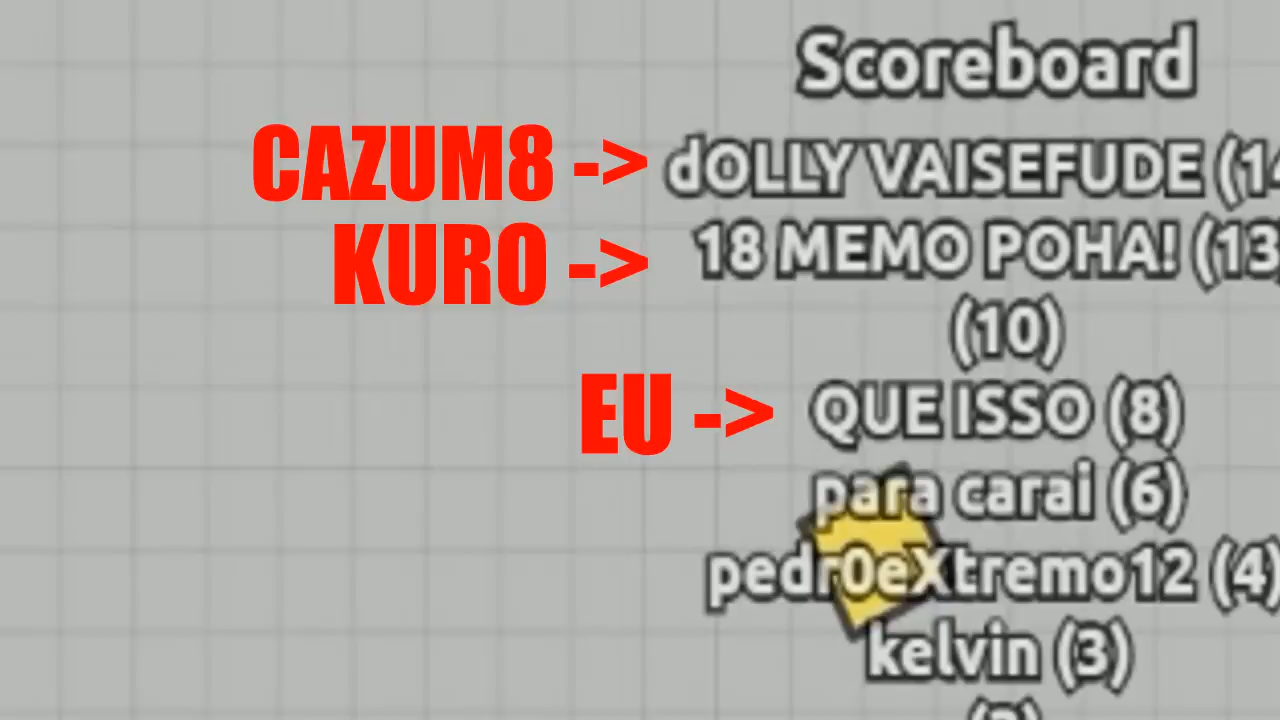 Scoreboard
CAZUM8 -> dOLLY VAISEFUDE (14
KURO -> 18 MEMO POHA! (13)
(10)
EU -> QUE ISSO (8)
para carai (6)
pedr0eXtremo12 (4)
kelvin (3)